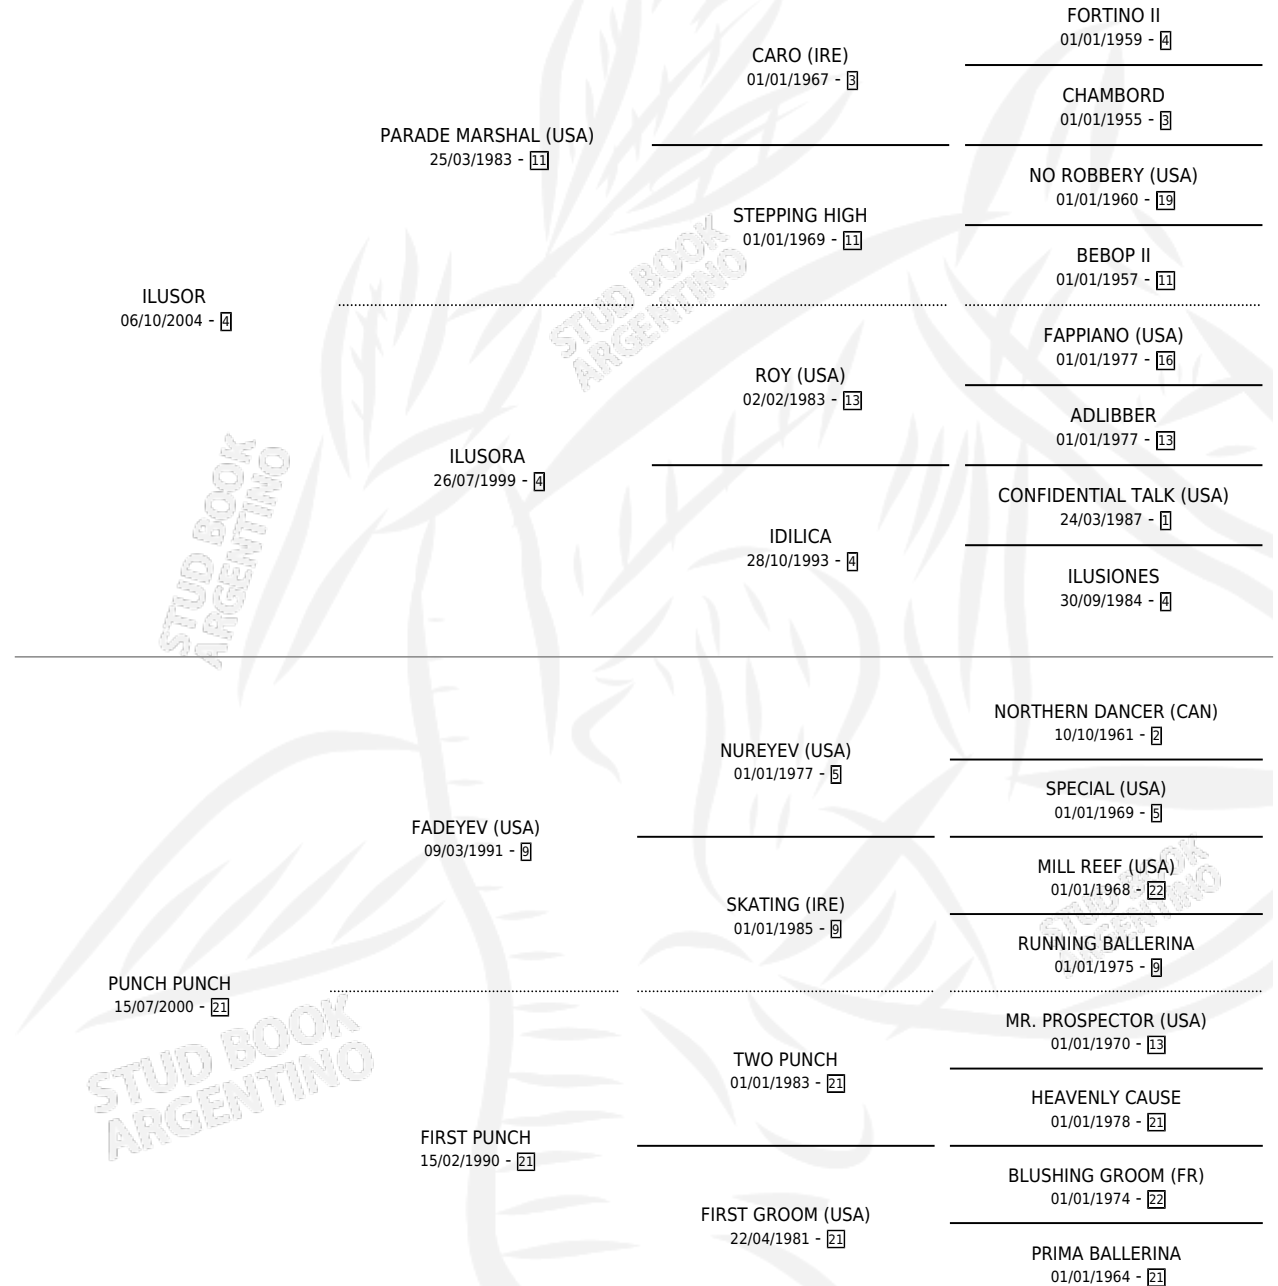 FORTINO II
01/01/1959 - 4
CARO (IRE)
01/01/1967 - 3
CHAMBORD
01/01/1955 - 3
PARADE MARSHAL (USA)
25/03/1983 - 11
NO ROBBERY (USA)
01/01/1960 - 19
STEPPING HIGH
01/01/1969 - 11
BEBOP II
01/01/1957 - 11
ILUSOR
06/10/2004 - 4
FAPPIANO (USA)
01/01/1977 - 16
ROY (USA)
02/02/1983 - 13
ADLIBBER
01/01/1977 - 13
ILUSORA
26/07/1999 - 4
CONFIDENTIAL TALK (USA)
24/03/1987 - 1
IDILICA
28/10/1993 - 4
ILUSIONES
30/09/1984 - 4
STUD BOOK
ARGENTINO
STUD BOOK
ARGENTINO
NORTHERN DANCER (CAN)
10/10/1961 - 2
NUREYEV (USA)
01/01/1977 - 5
SPECIAL (USA)
01/01/1969 - 5
FADEYEV (USA)
09/03/1991 - 9
MILL REEF (USA)
01/01/1968 - 22
SKATING (IRE)
01/01/1985 - 9
RUNNING BALLERINA
01/01/1975 - 9
STUD BOOK
ARGENTINO
PUNCH PUNCH
15/07/2000 - 21
MR. PROSPECTOR (USA)
01/01/1970 - 13
TWO PUNCH
01/01/1983 - 21
HEAVENLY CAUSE
01/01/1978 - 21
FIRST PUNCH
15/02/1990 - 21
BLUSHING GROOM (FR)
01/01/1974 - 22
FIRST GROOM (USA)
22/04/1981 - 21
PRIMA BALLERINA
01/01/1964 - 21
STUD BOOK
ARGENTINO